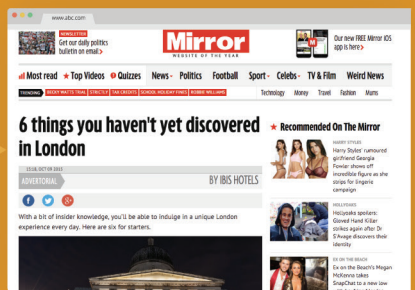 www.abc.com
NEWSLETTER
Get our daily politics
bulletin on email >
Mirror
WEBSITE OF THE YEAR
M
Our new FREE Mirror iOS
app is here >
Most read ★ Top Videos Quizzes News Politics Football Sport Celebs TV & Film Weird News
TRENDING BECKY WATTS TRIAL STRICTLY TAX CREDITS SCHOOL HOLIDAY FINES ROBBIE WILLIAMS Technology Money Travel Fashion Mums
6 things you haven't yet discovered
in London
ADVERTORIAL
BY IBIS HOTELS
With a bit of insider knowledge, you'll be able to indulge in a unique London
experience every day. Here are six for starters.
★ Recommended On The Mirror
HARRY STYLES
Harry Styles' rumoured
girlfriend Georgia
Fowler shows off
incredible figure as she
strips for lingerie
campaign
HOLLYOAKS
Hollyoaks spoilers:
Gloved Hand Killer
strikes again after Dr
S'Avage discovers their
identity
EX ON THE BEACH
Ex on the Beach's Megan
McKenna takes
SnapChat to a new low